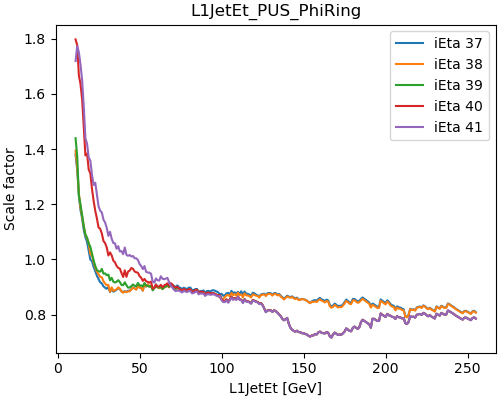 L1JetEt_PUS_PhiRing
1.8
1.6
1.4
1.2
1.0
0.8
Scale factor
iEta 37
iEta 38
iEta 39
iEta 40
iEta 41
0
50
100
150
200
250
L1JetEt [GeV]